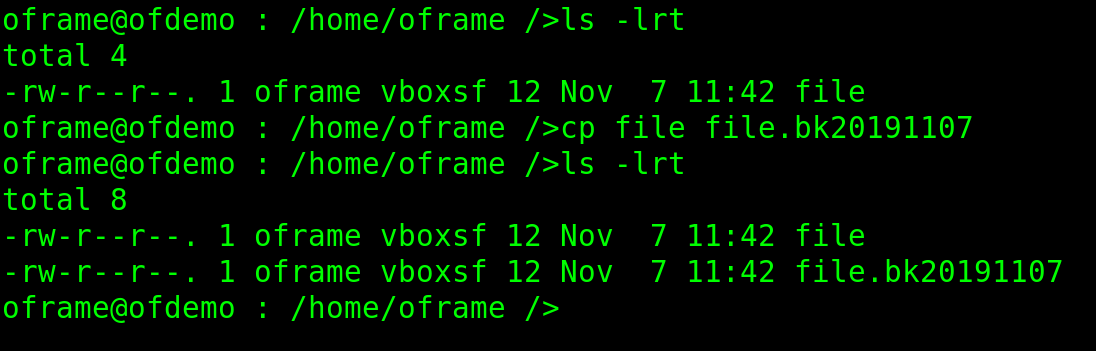 oframe@ofdemo : /home/oframe />ls -lrt
total 4
-rw-r--r--. 1 oframe vboxsf 12 Nov  7 11:42 file
oframe@ofdemo : /home/oframe />cp file file.bk20191107
oframe@ofdemo : /home/oframe />ls -lrt
total 8
-rw-r--r--. 1 oframe vboxsf 12 Nov  7 11:42 file
-rw-r--r--. 1 oframe vboxsf 12 Nov  7 11:42 file.bk20191107
oframe@ofdemo : /home/oframe />